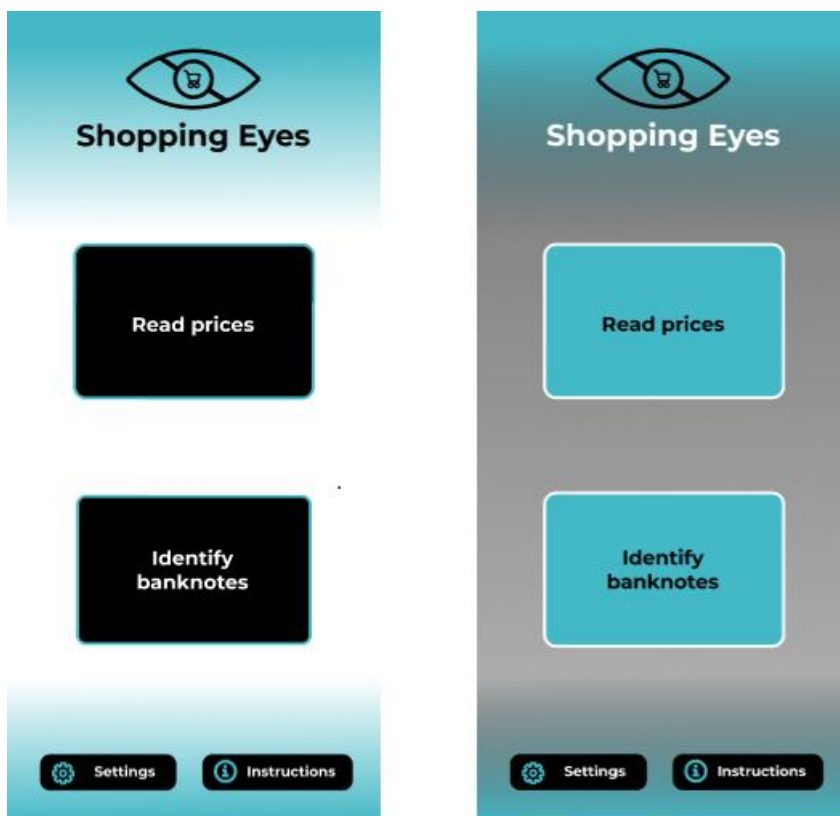 Shopping Eyes
Read prices
Identify
banknotes
Settings
Instructions
Shopping Eyes
Read prices
Identify
banknotes
Settings
Instructions